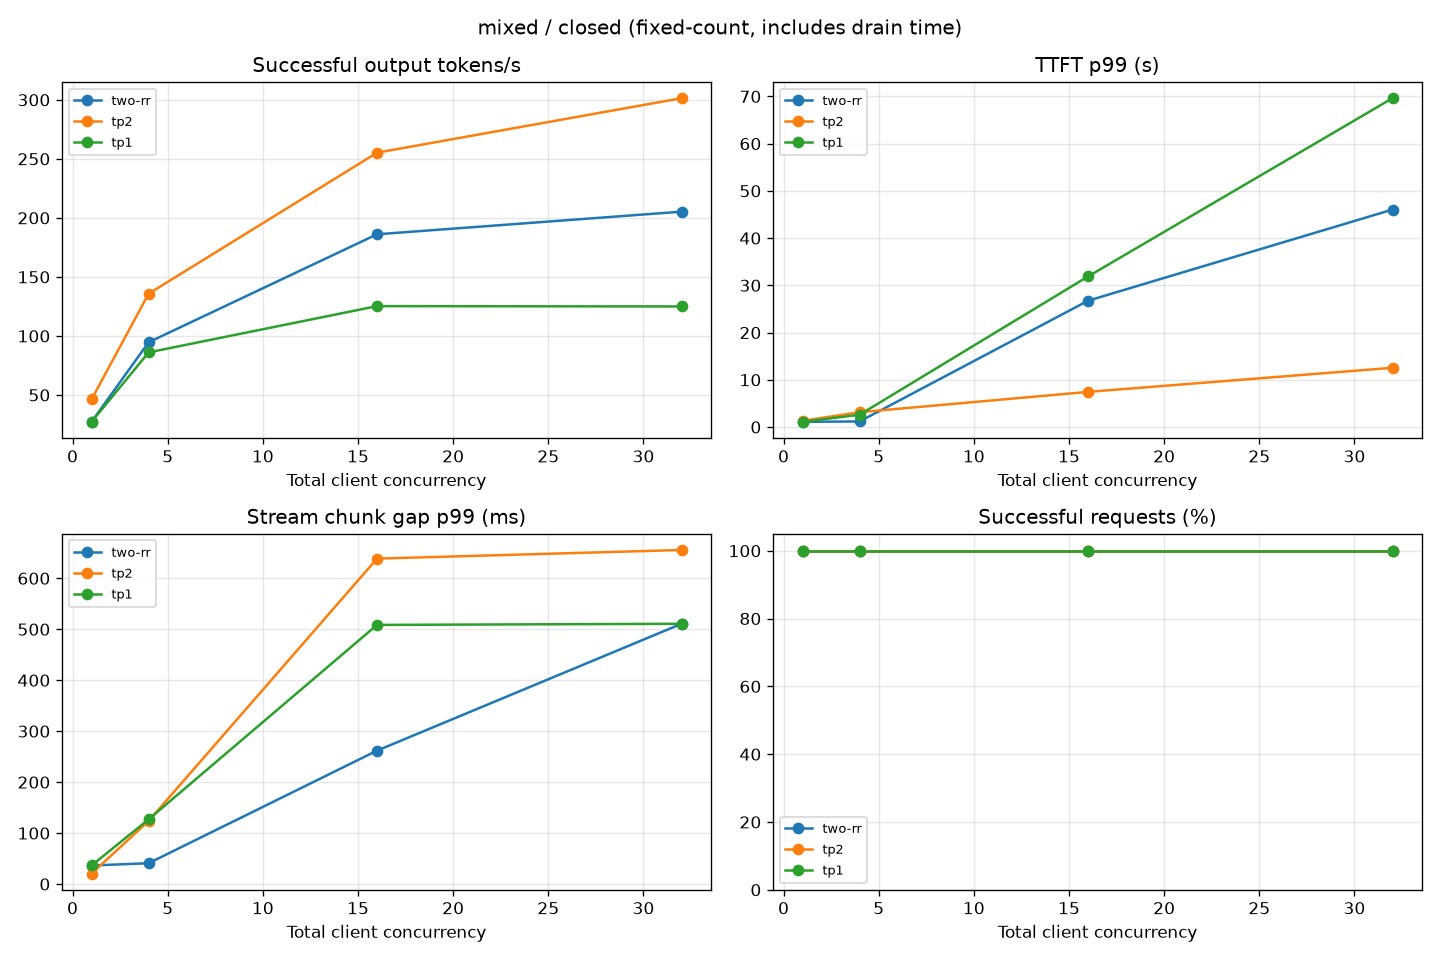 mixed / closed (fixed-count, includes drain time)
Successful output tokens/s
two-rr
tp2
tp1
300
250
200
150
100
50
0 5 10 15 20 25 30
Total client concurrency
TTFT p99 (s)
two-rr
tp2
tp1
70
60
50
40
30
20
10
0
0 5 10 15 20 25 30
Total client concurrency
Stream chunk gap p99 (ms)
two-rr
tp2
tp1
600
500
400
300
200
100
0
0 5 10 15 20 25 30
Total client concurrency
Successful requests (%)
100
80
60
40
20
0
two-rr
tp2
tp1
0 5 10 15 20 25 30
Total client concurrency